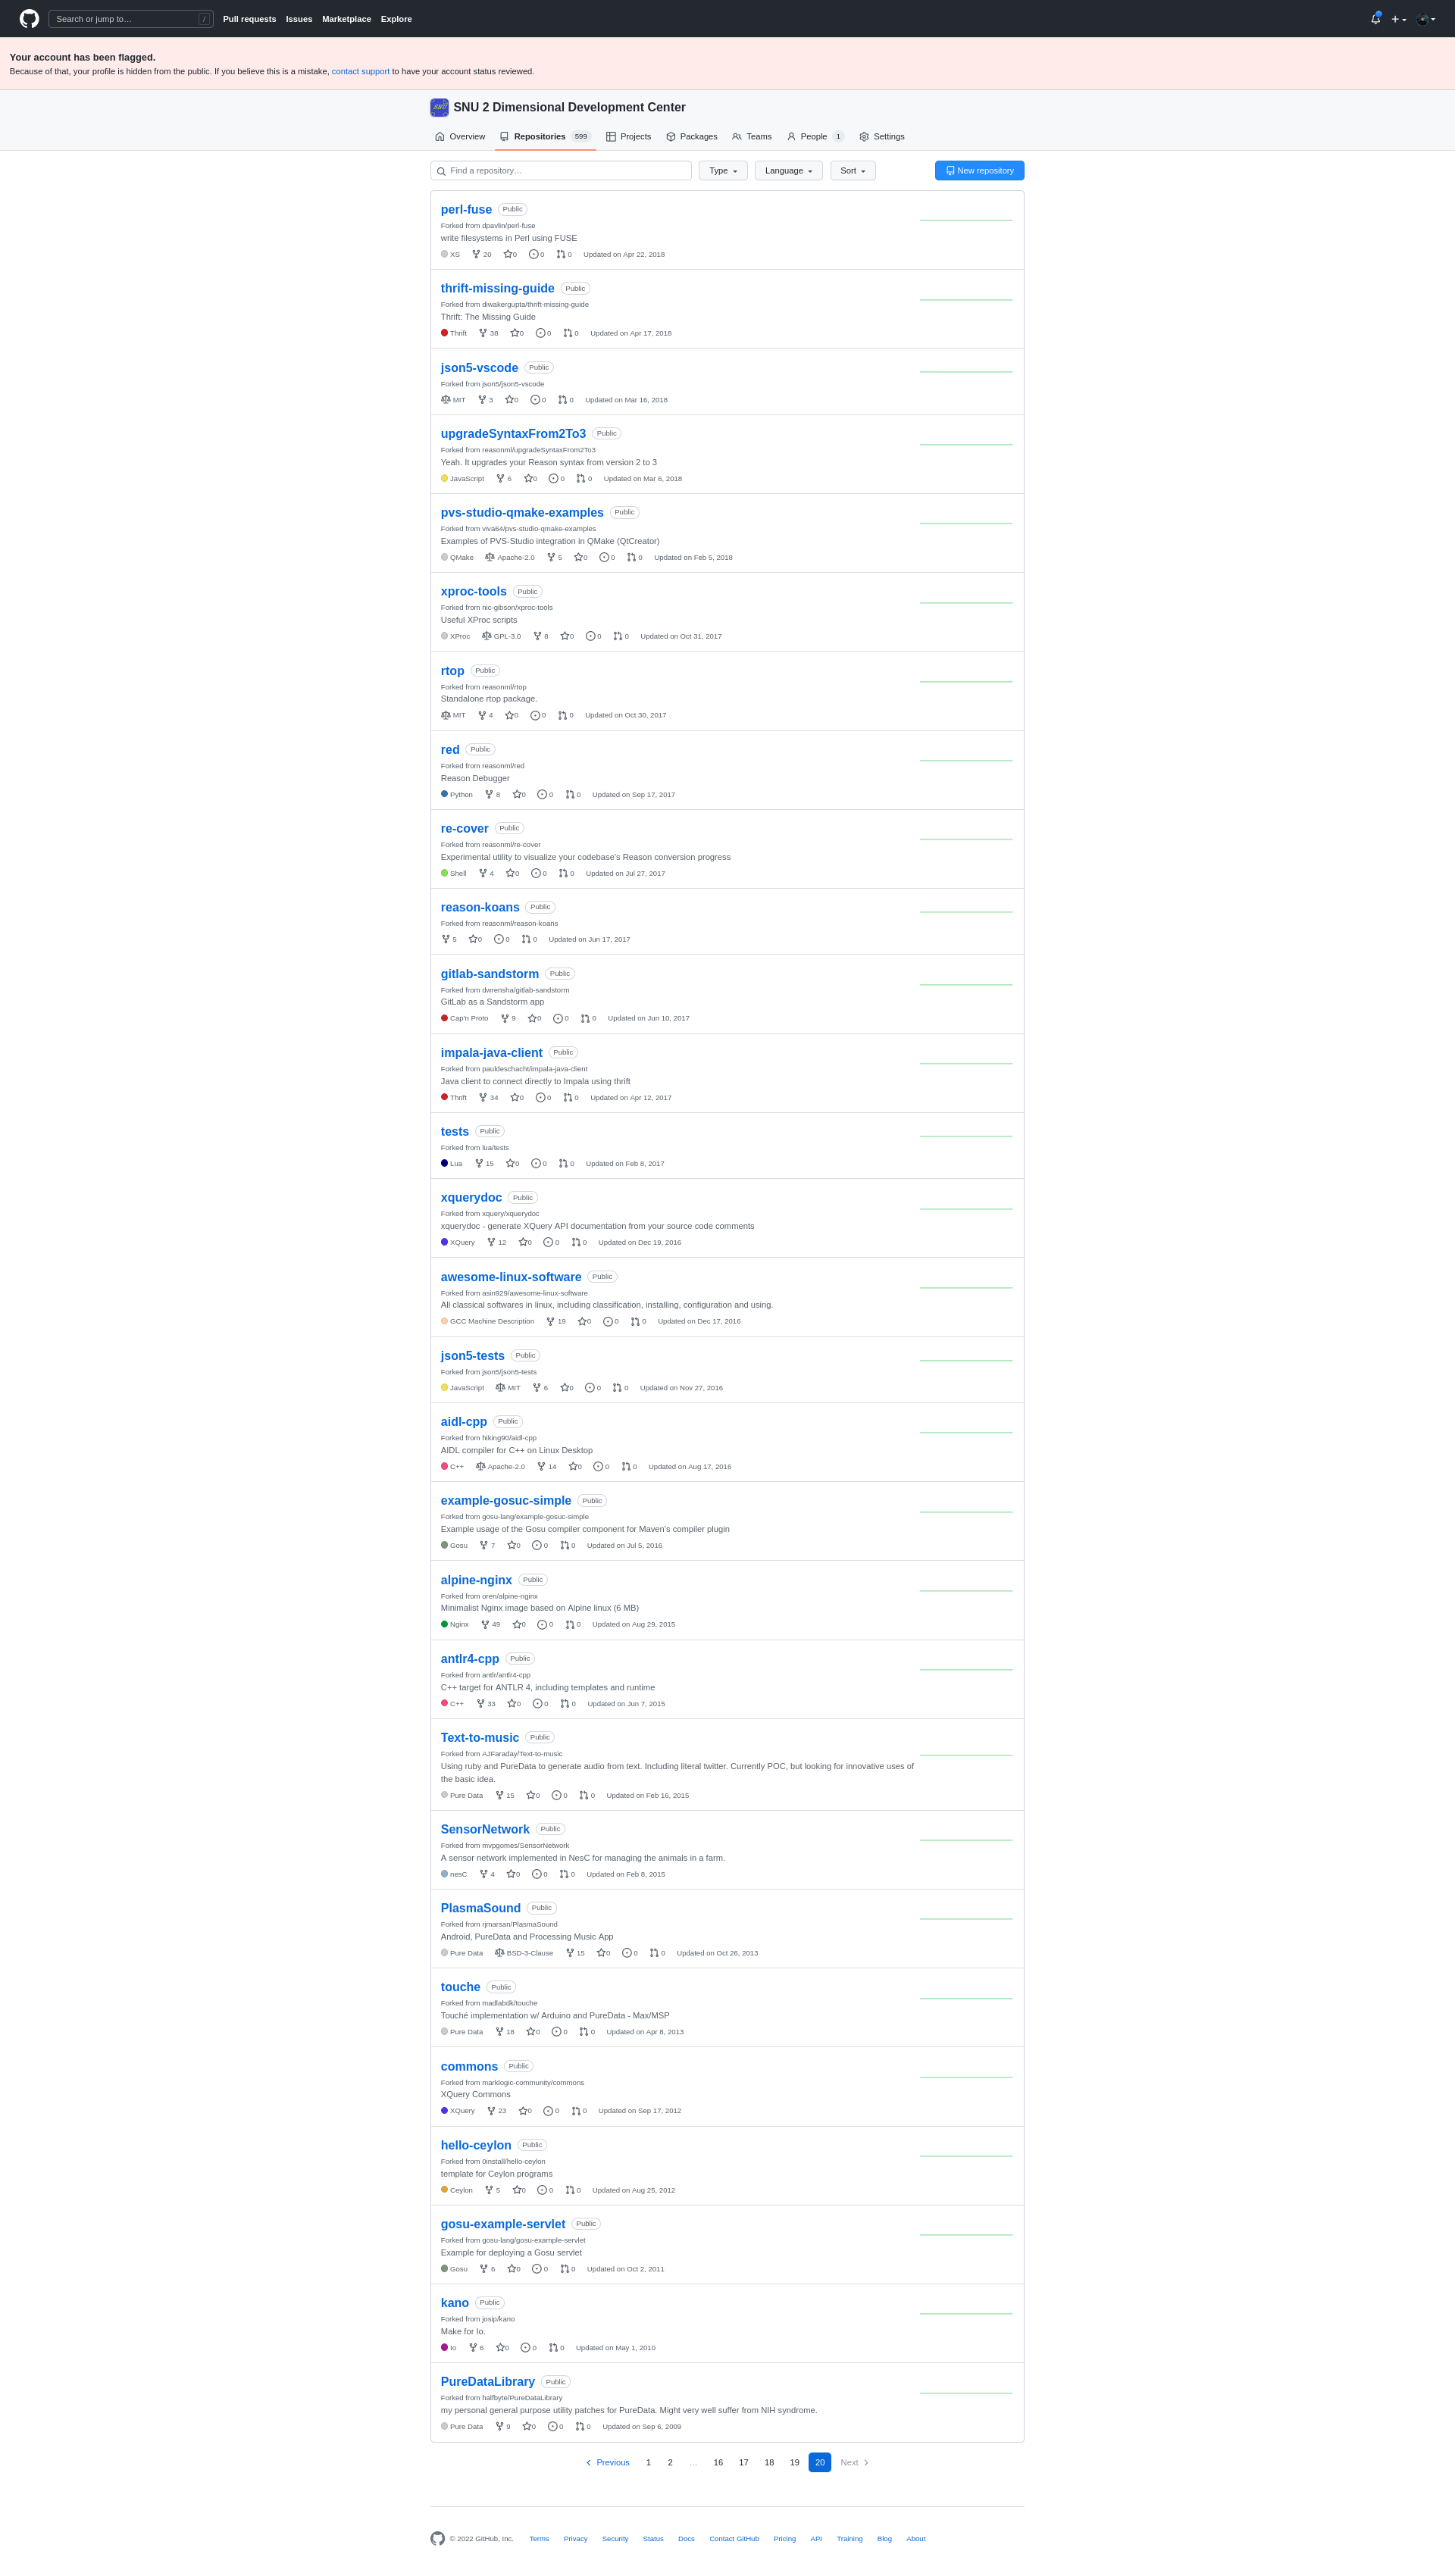 Search or jump to… / Pull requests Issues Marketplace Explore
Your account has been flagged.
Because of that, your profile is hidden from the public. If you believe this is a mistake, contact support to have your account status reviewed.
SNU 2 Dimensional Development Center
Overview Repositories 599 Projects Packages Teams People 1 Settings
Find a repository… Type Language Sort New repository
perl-fuse Public
Forked from dpavlin/perl-fuse
write filesystems in Perl using FUSE
XS 20 0 0 0 Updated on Apr 22, 2018
thrift-missing-guide Public
Forked from diwakergupta/thrift-missing-guide
Thrift: The Missing Guide
Thrift 38 0 0 0 Updated on Apr 17, 2018
json5-vscode Public
Forked from json5/json5-vscode
MIT 3 0 0 0 Updated on Mar 16, 2018
upgradeSyntaxFrom2To3 Public
Forked from reasonml/upgradeSyntaxFrom2To3
Yeah. It upgrades your Reason syntax from version 2 to 3
JavaScript 6 0 0 0 Updated on Mar 6, 2018
pvs-studio-qmake-examples Public
Forked from viva64/pvs-studio-qmake-examples
Examples of PVS-Studio integration in QMake (QtCreator)
QMake Apache-2.0 5 0 0 0 Updated on Feb 5, 2018
xproc-tools Public
Forked from nic-gibson/xproc-tools
Useful XProc scripts
XProc GPL-3.0 8 0 0 0 Updated on Oct 31, 2017
rtop Public
Forked from reasonml/rtop
Standalone rtop package.
MIT 4 0 0 0 Updated on Oct 30, 2017
red Public
Forked from reasonml/red
Reason Debugger
Python 8 0 0 0 Updated on Sep 17, 2017
re-cover Public
Forked from reasonml/re-cover
Experimental utility to visualize your codebase's Reason conversion progress
Shell 4 0 0 0 Updated on Jul 27, 2017
reason-koans Public
Forked from reasonml/reason-koans
5 0 0 0 Updated on Jun 17, 2017
gitlab-sandstorm Public
Forked from dwrensha/gitlab-sandstorm
GitLab as a Sandstorm app
Cap'n Proto 9 0 0 0 Updated on Jun 10, 2017
impala-java-client Public
Forked from pauldeschacht/impala-java-client
Java client to connect directly to Impala using thrift
Thrift 34 0 0 0 Updated on Apr 12, 2017
tests Public
Forked from lua/tests
Lua 15 0 0 0 Updated on Feb 8, 2017
xquerydoc Public
Forked from xquery/xquerydoc
xquerydoc - generate XQuery API documentation from your source code comments
XQuery 12 0 0 0 Updated on Dec 19, 2016
awesome-linux-software Public
Forked from asin929/awesome-linux-software
All classical softwares in linux, including classification, installing, configuration and using.
GCC Machine Description 19 0 0 0 Updated on Dec 17, 2016
json5-tests Public
Forked from json5/json5-tests
JavaScript MIT 6 0 0 0 Updated on Nov 27, 2016
aidl-cpp Public
Forked from hiking90/aidl-cpp
AIDL compiler for C++ on Linux Desktop
C++ Apache-2.0 14 0 0 0 Updated on Aug 17, 2016
example-gosuc-simple Public
Forked from gosu-lang/example-gosuc-simple
Example usage of the Gosu compiler component for Maven's compiler plugin
Gosu 7 0 0 0 Updated on Jul 5, 2016
alpine-nginx Public
Forked from oren/alpine-nginx
Minimalist Nginx image based on Alpine linux (6 MB)
Nginx 49 0 0 0 Updated on Aug 29, 2015
antlr4-cpp Public
Forked from antlr/antlr4-cpp
C++ target for ANTLR 4, including templates and runtime
C++ 33 0 0 0 Updated on Jun 7, 2015
Text-to-music Public
Forked from AJFaraday/Text-to-music
Using ruby and PureData to generate audio from text. Including literal twitter. Currently POC, but looking for innovative uses of
the basic idea.
Pure Data 15 0 0 0 Updated on Feb 16, 2015
SensorNetwork Public
Forked from mvpgomes/SensorNetwork
A sensor network implemented in NesC for managing the animals in a farm.
nesC 4 0 0 0 Updated on Feb 8, 2015
PlasmaSound Public
Forked from rjmarsan/PlasmaSound
Android, PureData and Processing Music App
Pure Data BSD-3-Clause 15 0 0 0 Updated on Oct 26, 2013
touche Public
Forked from madlabdk/touche
Touché implementation w/ Arduino and PureData - Max/MSP
Pure Data 18 0 0 0 Updated on Apr 8, 2013
commons Public
Forked from marklogic-community/commons
XQuery Commons
XQuery 23 0 0 0 Updated on Sep 17, 2012
hello-ceylon Public
Forked from 0install/hello-ceylon
template for Ceylon programs
Ceylon 5 0 0 0 Updated on Aug 25, 2012
gosu-example-servlet Public
Forked from gosu-lang/gosu-example-servlet
Example for deploying a Gosu servlet
Gosu 6 0 0 0 Updated on Oct 2, 2011
kano Public
Forked from josip/kano
Make for Io.
Io 6 0 0 0 Updated on May 1, 2010
PureDataLibrary Public
Forked from halfbyte/PureDataLibrary
my personal general purpose utility patches for PureData. Might very well suffer from NIH syndrome.
Pure Data 9 0 0 0 Updated on Sep 6, 2009
Previous 1 2 … 16 17 18 19 20 Next
© 2022 GitHub, Inc. Terms Privacy Security Status Docs Contact GitHub Pricing API Training Blog About